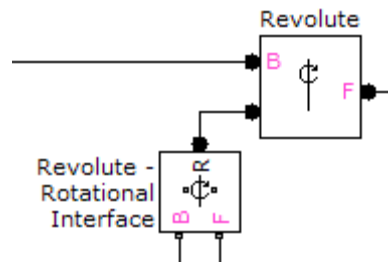 Revolute
B
F
Revolute -
Rotational
Interface
R
B
F